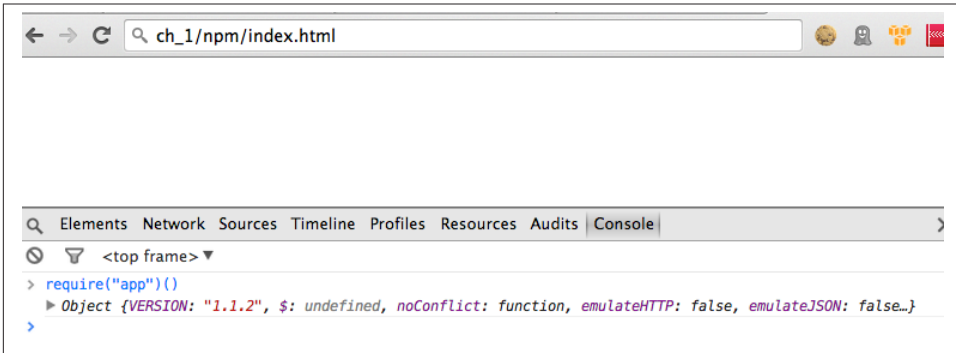 ch_1/npm/index.html
Elements Network Sources Timeline Profiles Resources Audits Console
<top frame>▼
> require("app")()
▶ Object {VERSION: "1.1.2", $: undefined, noConflict: function, emulateHTTP: false, emulateJSON: false…}
>